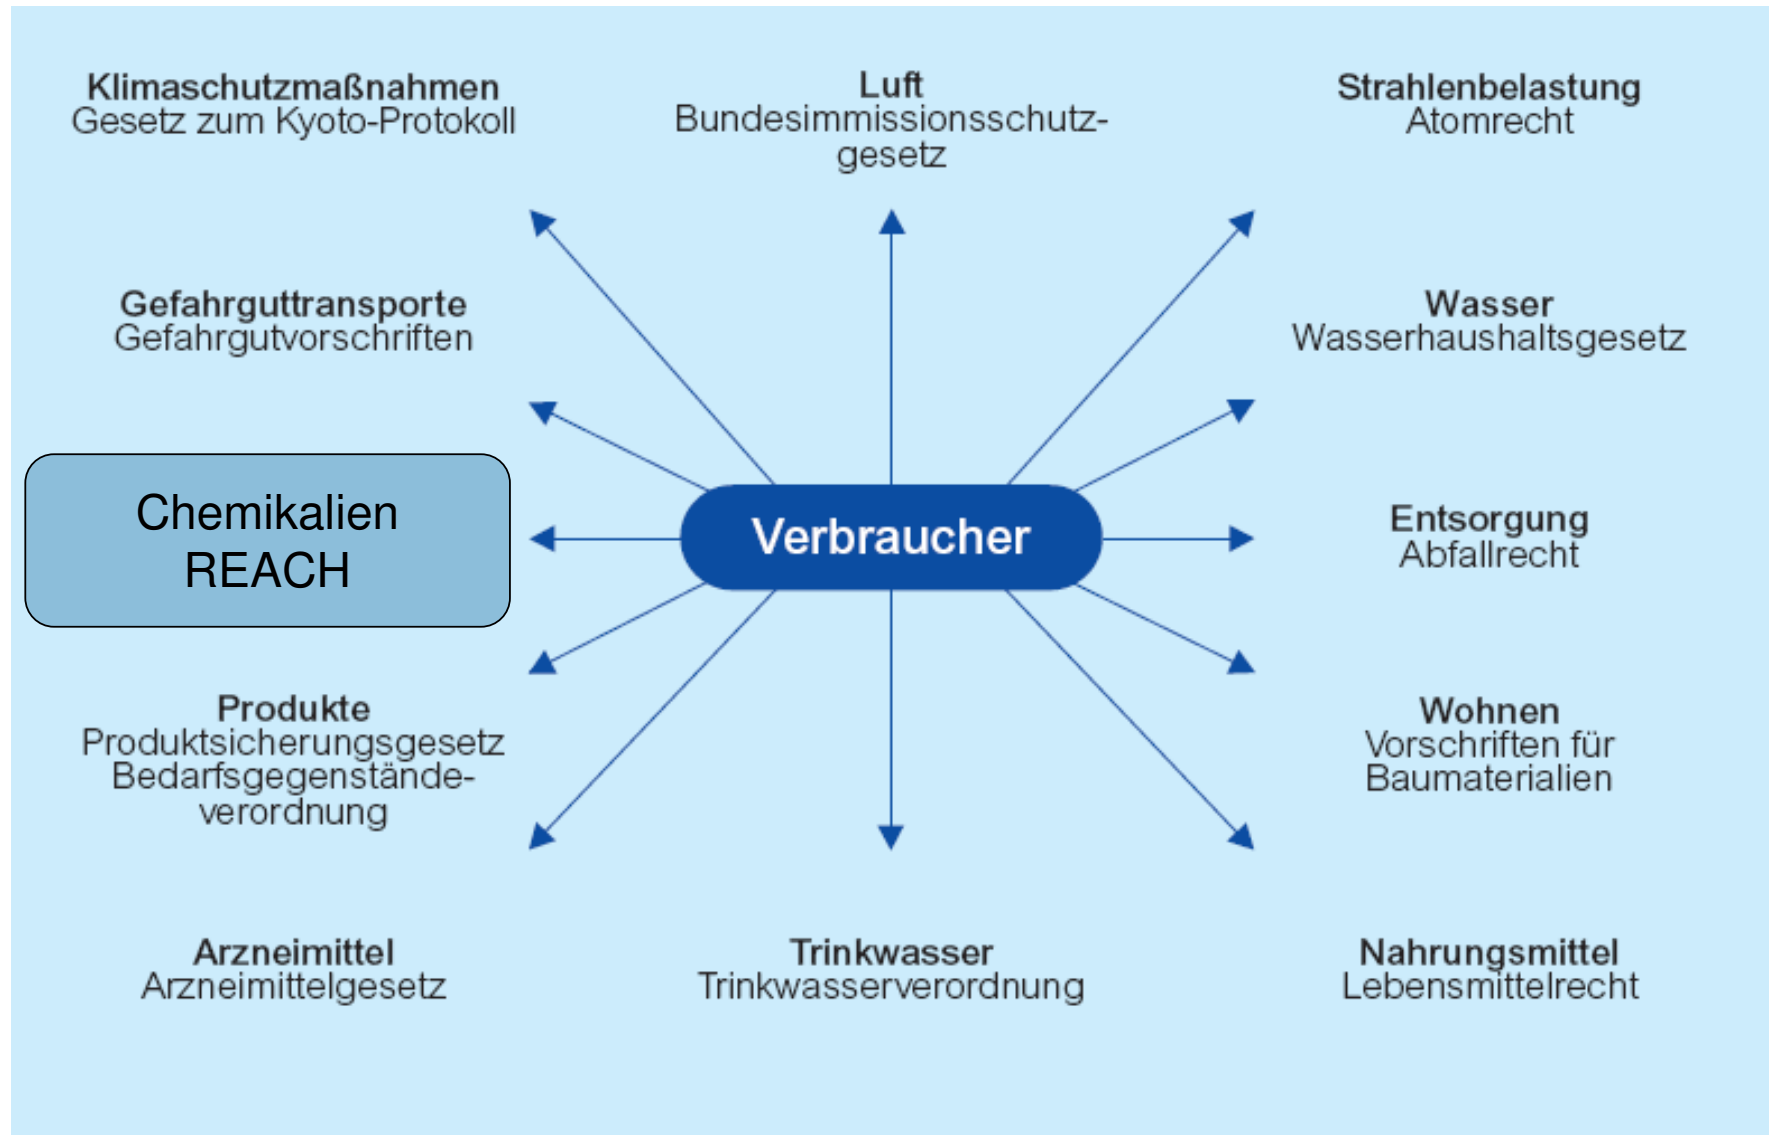 Klimaschutzmaßnahmen
Gesetz zum Kyoto-Protokoll
Luft
Bundesimmissionsschutz-
gesetz
Strahlenbelastung
Atomrecht
Gefahrguttransporte
Gefahrgutvorschriften
Wasser
Wasserhaushaltsgesetz
Chemikalien
REACH
Verbraucher
Entsorgung
Abfallrecht
Produkte
Produktsicherungsgesetz
Bedarfsgegenstände-
verordnung
Wohnen
Vorschriften für
Baumaterialien
Arzneimittel
Arzneimittelgesetz
Trinkwasser
Trinkwasserverordnung
Nahrungsmittel
Lebensmittelrecht